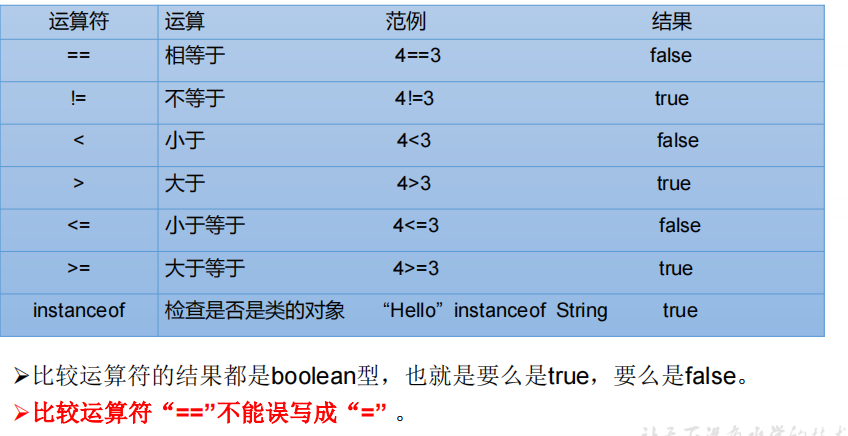 运算符 运算 范例 结果
== 相等于 4==3 false
!= 不等于 4!=3 true
< 小于 4<3 false
> 大于 4>3 true
<= 小于等于 4<=3 false
>= 大于等于 4>=3 true
instanceof 检查是否是类的对象 “Hello” instanceof String true
➢比较运算符的结果都是boolean型，也就是要么是true，要么是false。
➢比较运算符“==”不能误写成“=” 。